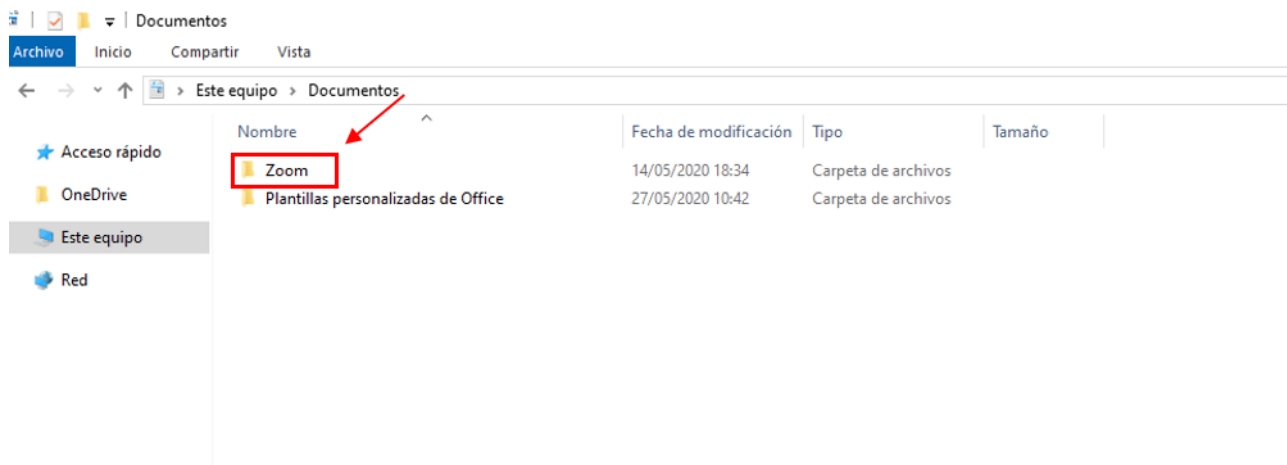 Documentos
Archivo Inicio Compartir Vista
Este equipo > Documentos
Nombre Fecha de modificación Tipo Tamaño
Acceso rápido
Zoom 14/05/2020 18:34 Carpeta de archivos
OneDrive
Plantillas personalizadas de Office 27/05/2020 10:42 Carpeta de archivos
Este equipo
Red